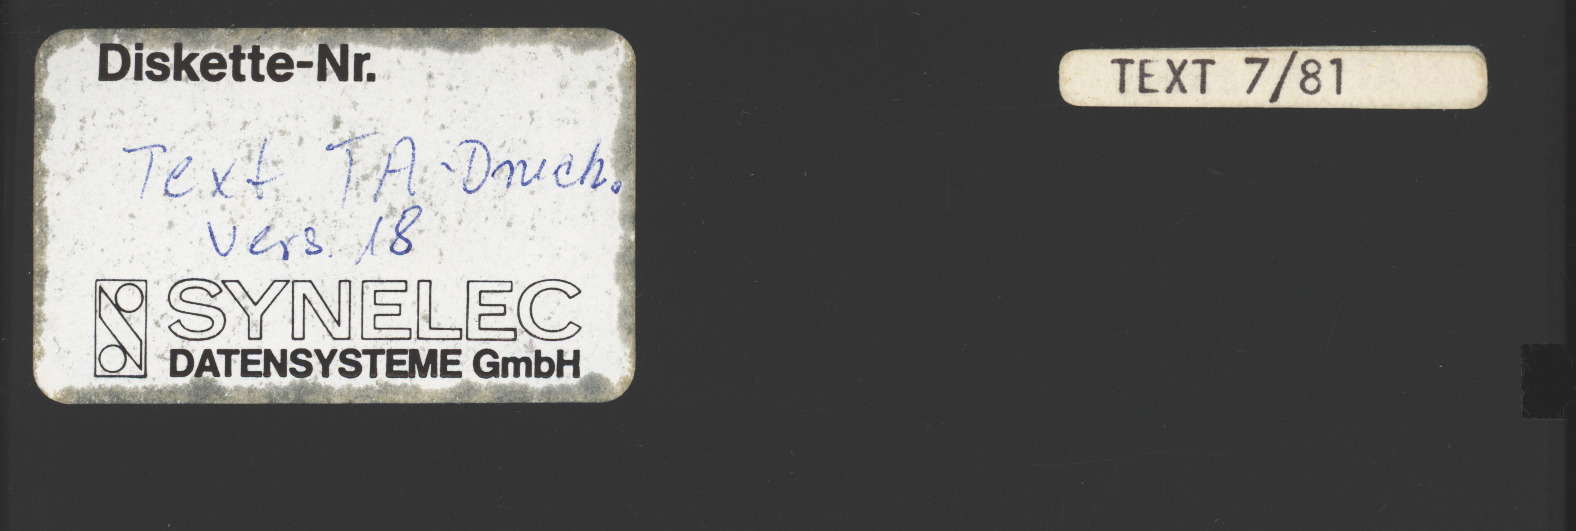 Diskette-Nr.
Text TA-Druck.
Vers. 18
SYNELEC
DATENSYSTEME GmbH
TEXT 7/81